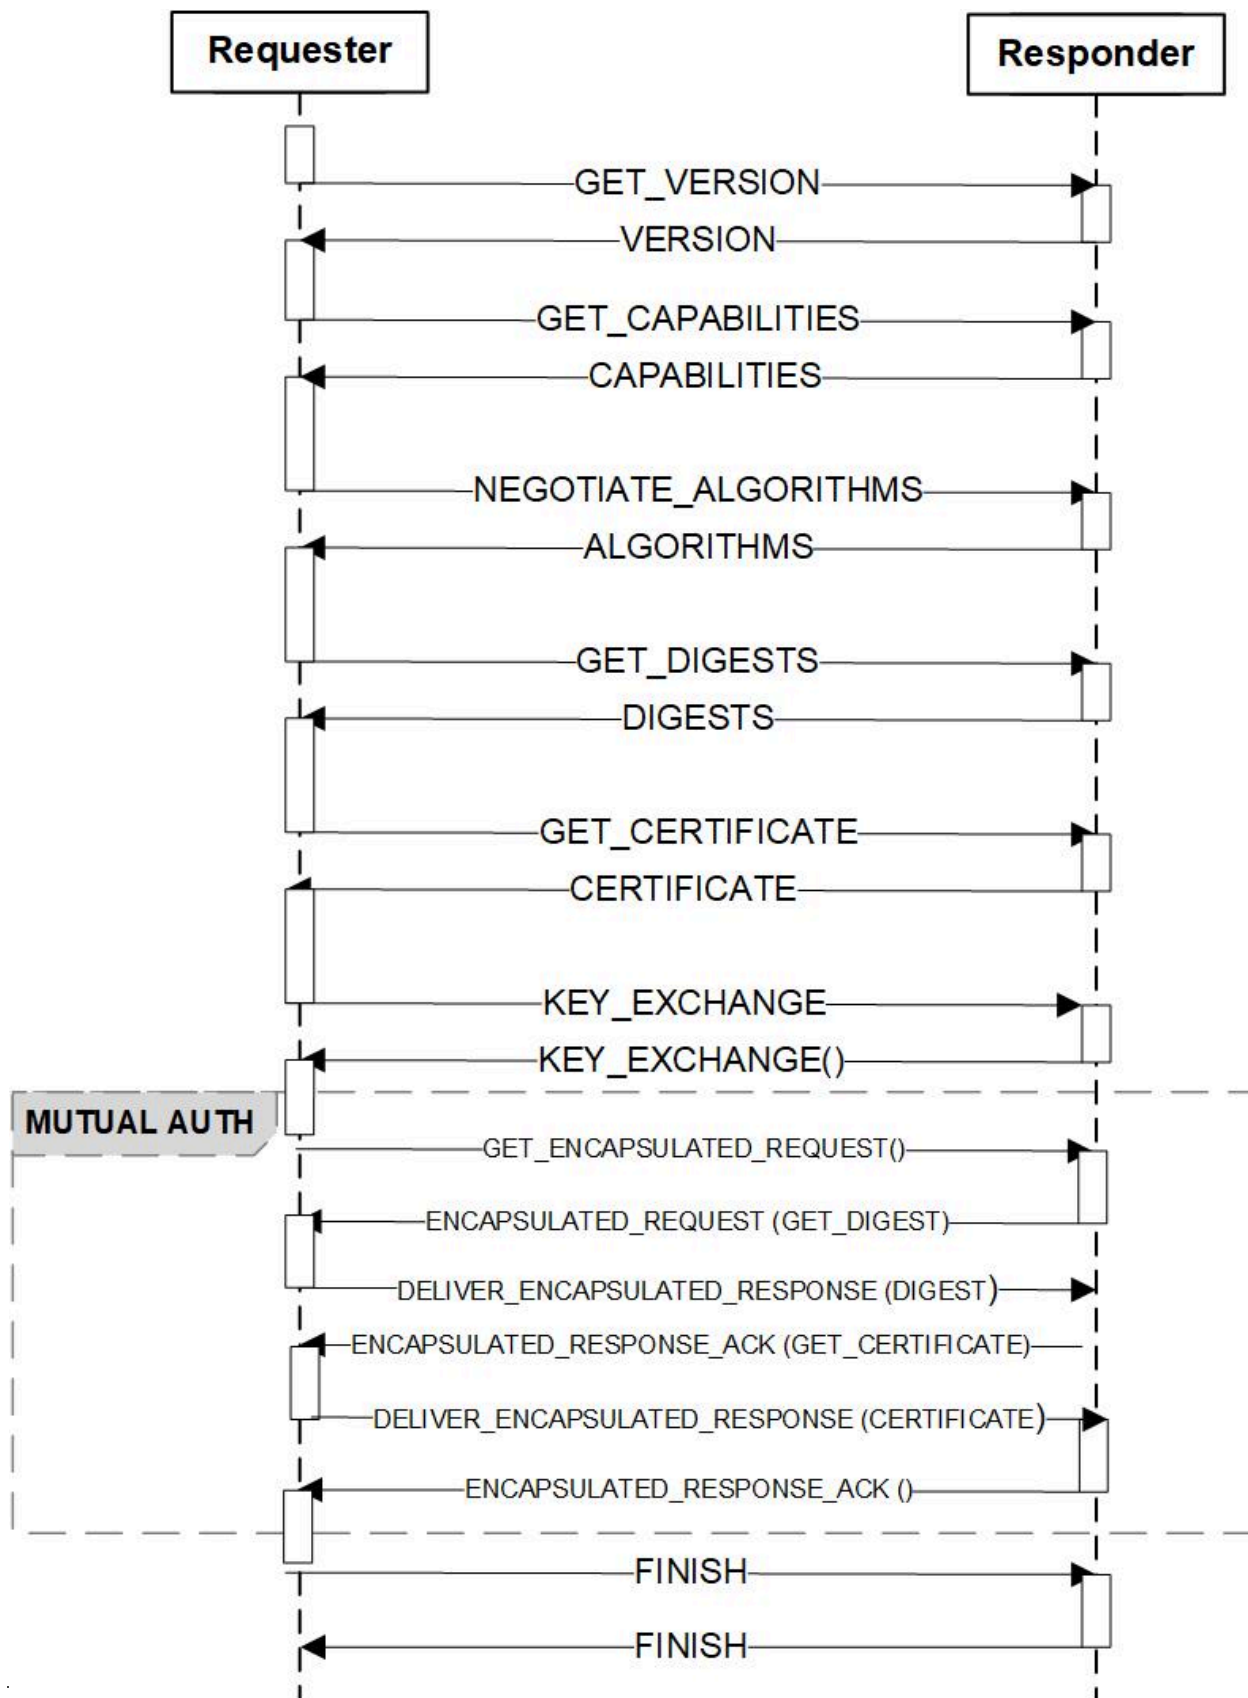 Requester
Responder
GET_VERSION
VERSION
GET_CAPABILITIES
CAPABILITIES
NEGOTIATE_ALGORITHMS
ALGORITHMS
GET_DIGESTS
DIGESTS
GET_CERTIFICATE
CERTIFICATE
KEY_EXCHANGE
KEY_EXCHANGE()
MUTUAL AUTH
GET_ENCAPSULATED_REQUEST()
ENCAPSULATED_REQUEST (GET_DIGEST)
DELIVER_ENCAPSULATED_RESPONSE (DIGEST)
ENCAPSULATED_RESPONSE_ACK (GET_CERTIFICATE)
DELIVER_ENCAPSULATED_RESPONSE (CERTIFICATE)
ENCAPSULATED_RESPONSE_ACK ()
FINISH
FINISH